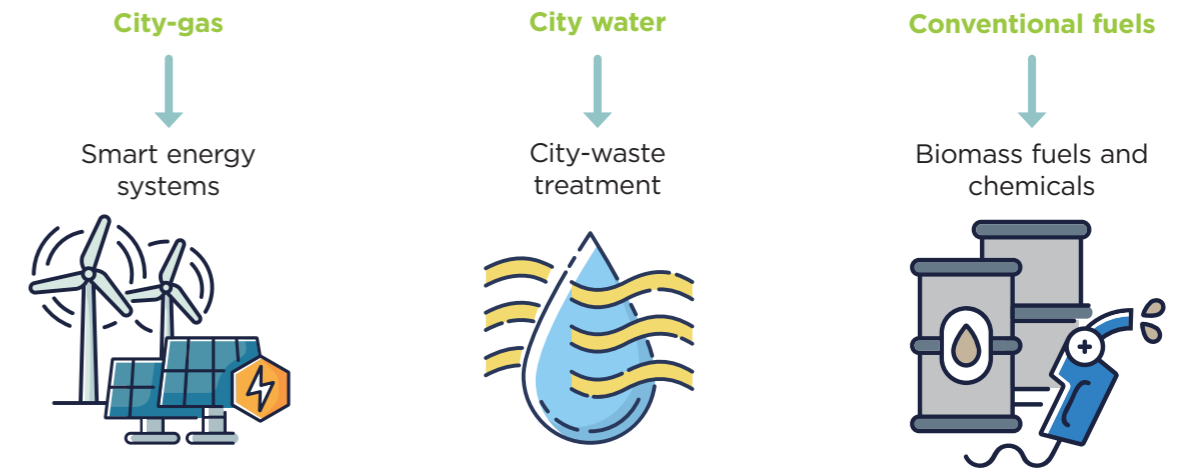 City-gas
Smart energy
systems
City water
City-waste
treatment
Conventional fuels
Biomass fuels and
chemicals